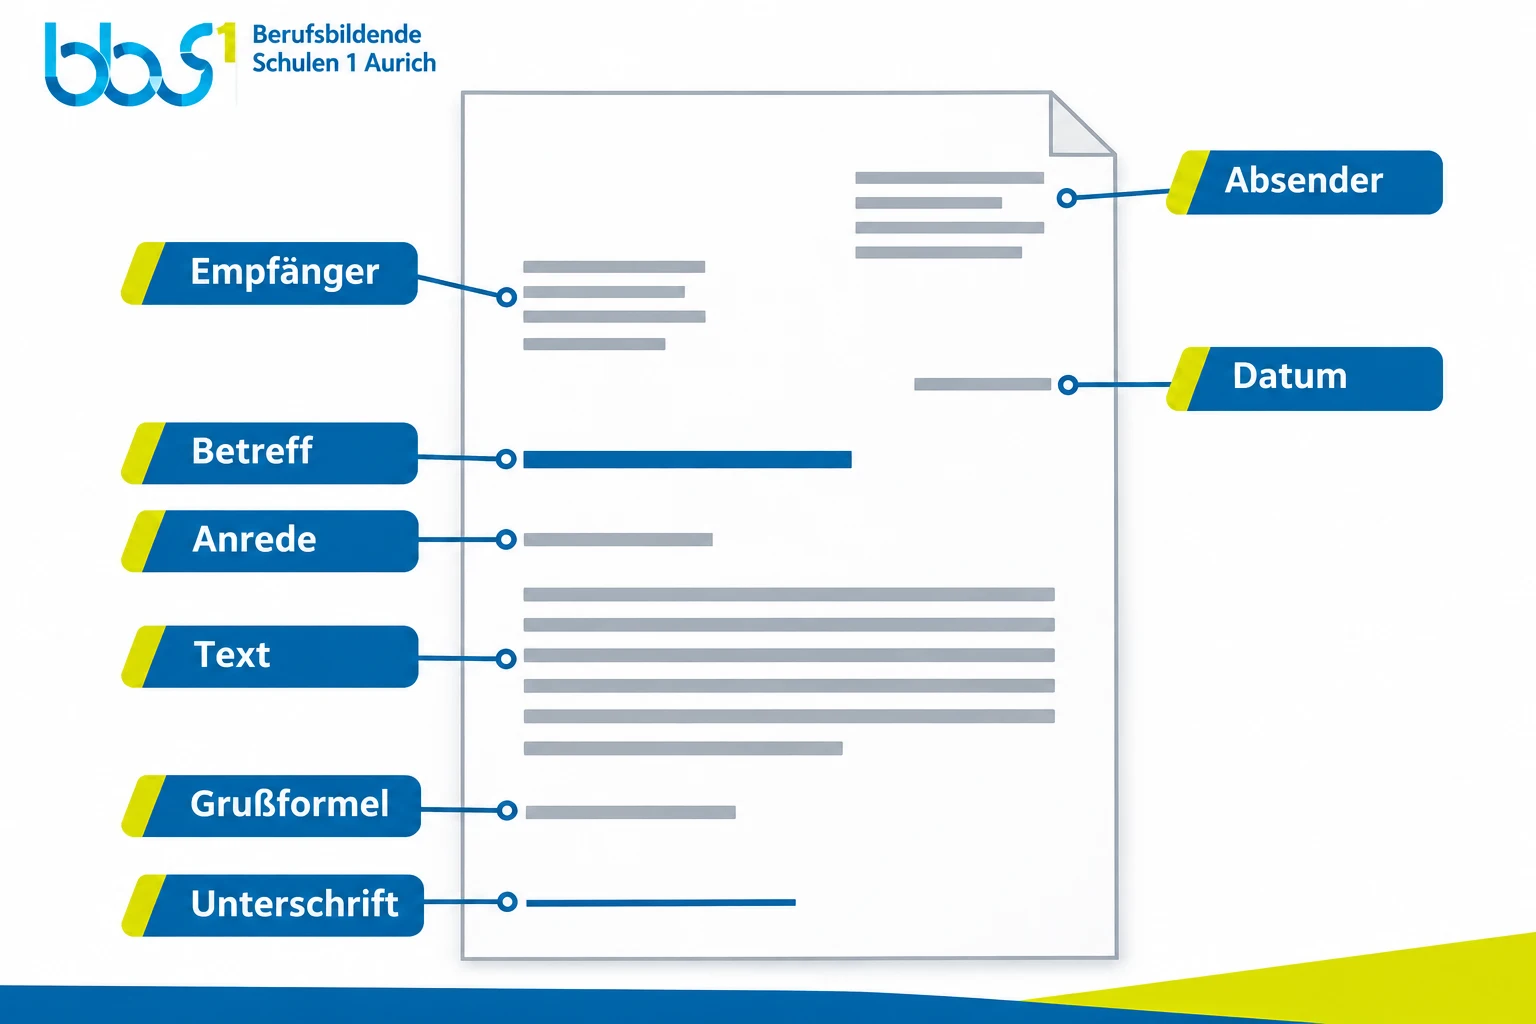 bbs1
Berufsbildende
Schulen 1 Aurich
Absender
Empfänger
Datum
Betreff
Anrede
Text
Grußformel
Unterschrift